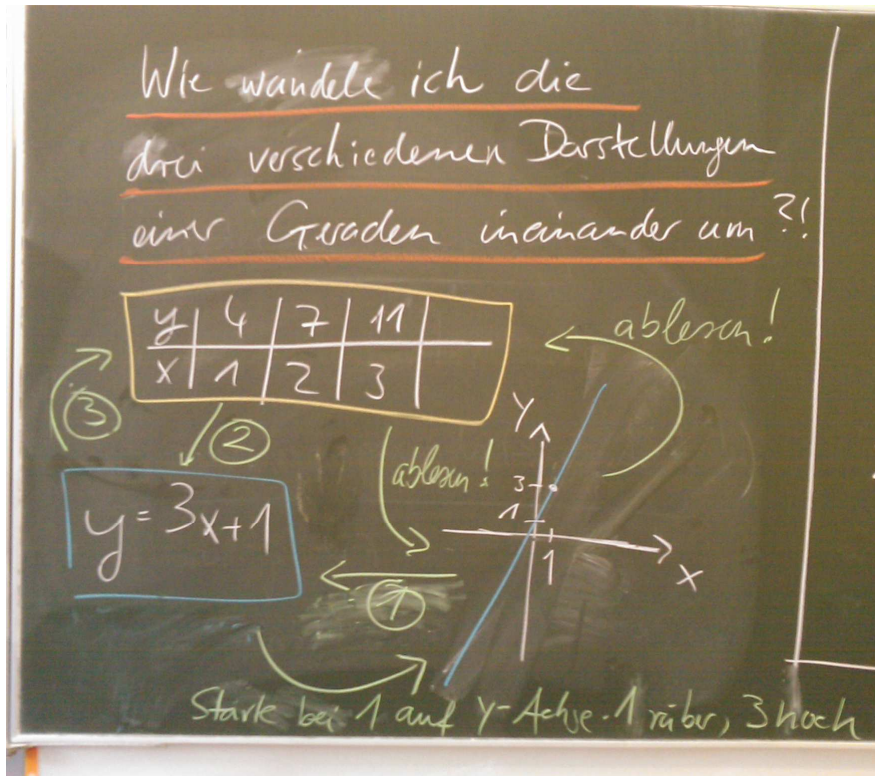 Wie wandele ich die
drei verschiedenen Darstellungen
einer Geraden ineinander um ?!
y 4 7 11
x 1 2 3
ablesen!
3
2
y = 3x+1
ablesen!
Y
3
1
1
X
1
Starte bei 1 auf Y-Achse. 1 rüber, 3 hoch